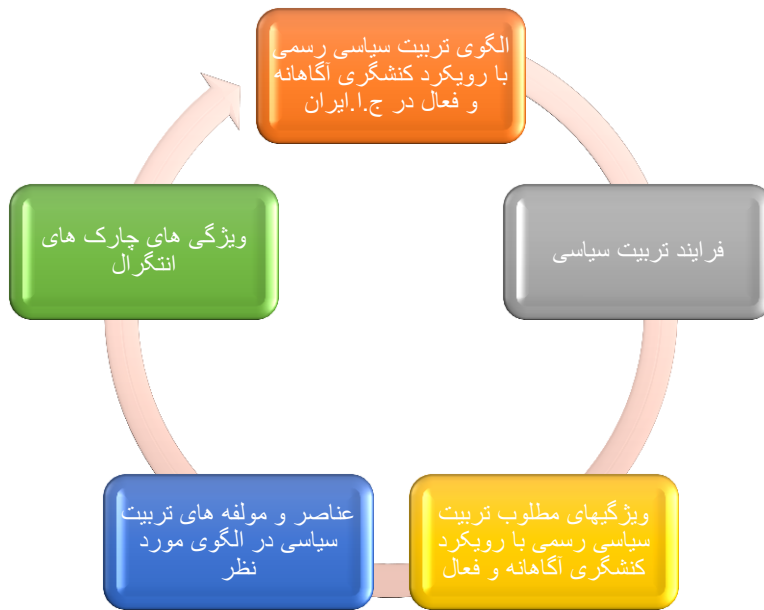 الگوی تربیت سیاسی رسمی
با رویکرد کنشگری آگاهانه
و فعال در ج.ا.ایران
فرایند تربیت سیاسی
ویژگیهای مطلوب تربیت
سیاسی رسمی با رویکرد
کنشگری آگاهانه و فعال
عناصر و مولفه های تربیت
سیاسی در الگوی مورد
نظر
ویژگی های چارک های
انتگرال